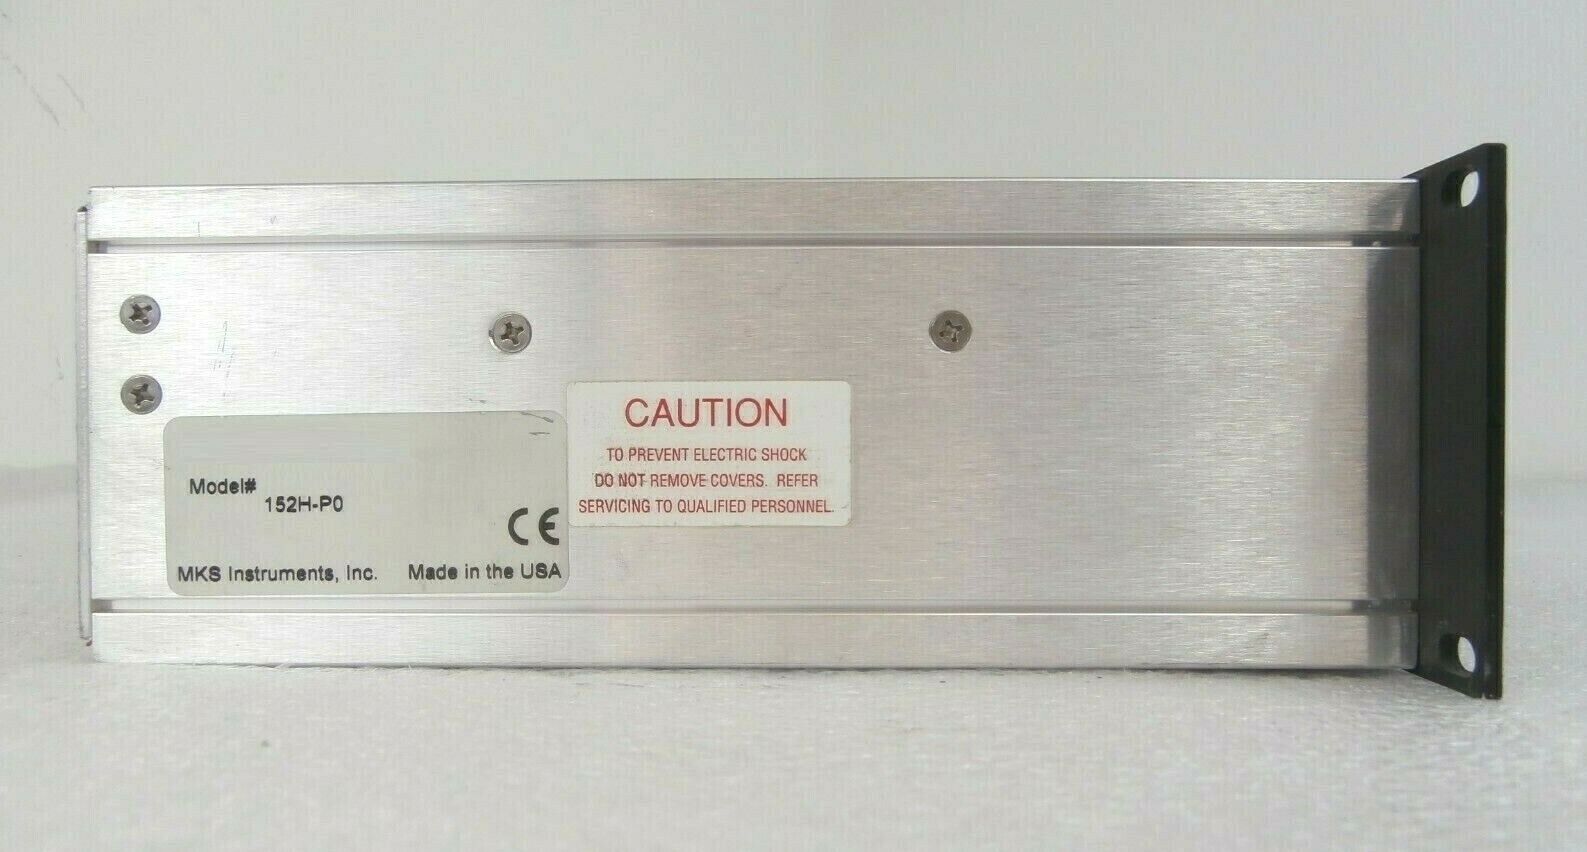 Model#
152H-P0
CE
MKS Instruments, Inc. Made in the USA
CAUTION
TO PREVENT ELECTRIC SHOCK
DO NOT REMOVE COVERS. REFER
SERVICING TO QUALIFIED PERSONNEL.